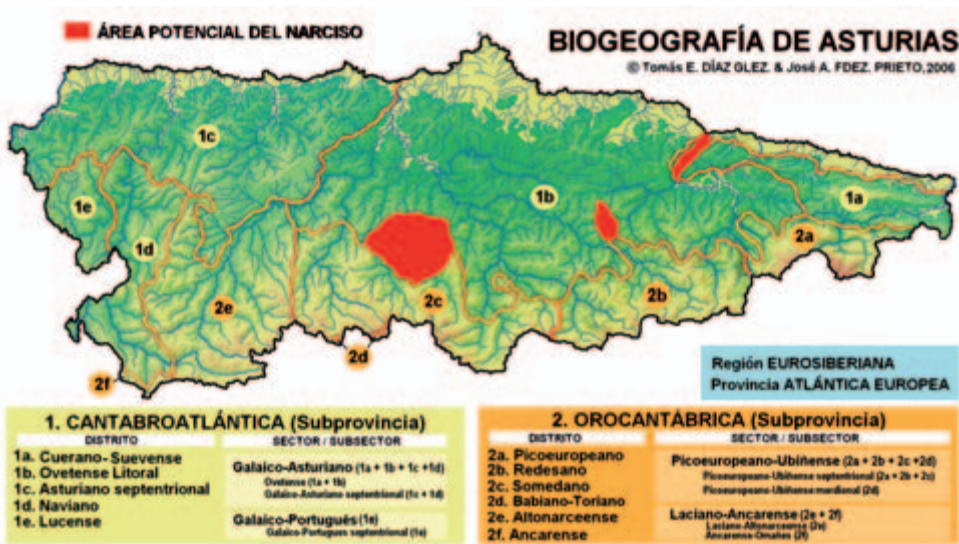 ÁREA POTENCIAL DEL NARCISO
BIOGEOGRAFÍA DE ASTURIAS
© Tomás E. DÍAZ GLEZ. & José A. FDEZ. PRIETO, 2006
1c
1e
1d
1b
1a
2a
2b
2c
2e
2d
2f
Región EUROSIBERIANA
Provincia ATLÁNTICA EUROPEA
1. CANTABROATLÁNTICA (Subprovincia)
DISTRITO
1a. Cuerano-Suevense
1b. Ovetense Litoral
1c. Asturiano septentrional
1d. Naviano
1e. Lucense
SECTOR / SUBSECTOR
Galaico-Asturiano (1a + 1b + 1c +1d)
Ovetense (1a + 1b)
Galaico-Asturiano septentrional (1c + 1d)
Galaico-Portugués (1e)
Galaico-Portugues septentrional (1e)
2. OROCANTÁBRICA (Subprovincia)
DISTRITO
2a. Picoeuropeano
2b. Redesano
2c. Somedano
2d. Babiano-Toriano
2e. Altonarceense
2f. Ancarense
SECTOR / SUBSECTOR
Picoeuropeano-Ubiñense (2a + 2b + 2c +2d)
Picoeuropeano-Ubiñense septentrional (2a + 2b + 2c)
Picoeuropeano-Ubiñense meridional (2d)
Laciano-Ancarense (2e + 2f)
Laciano-Altonarceense (2e)
Ancarense-Omañes (2f)